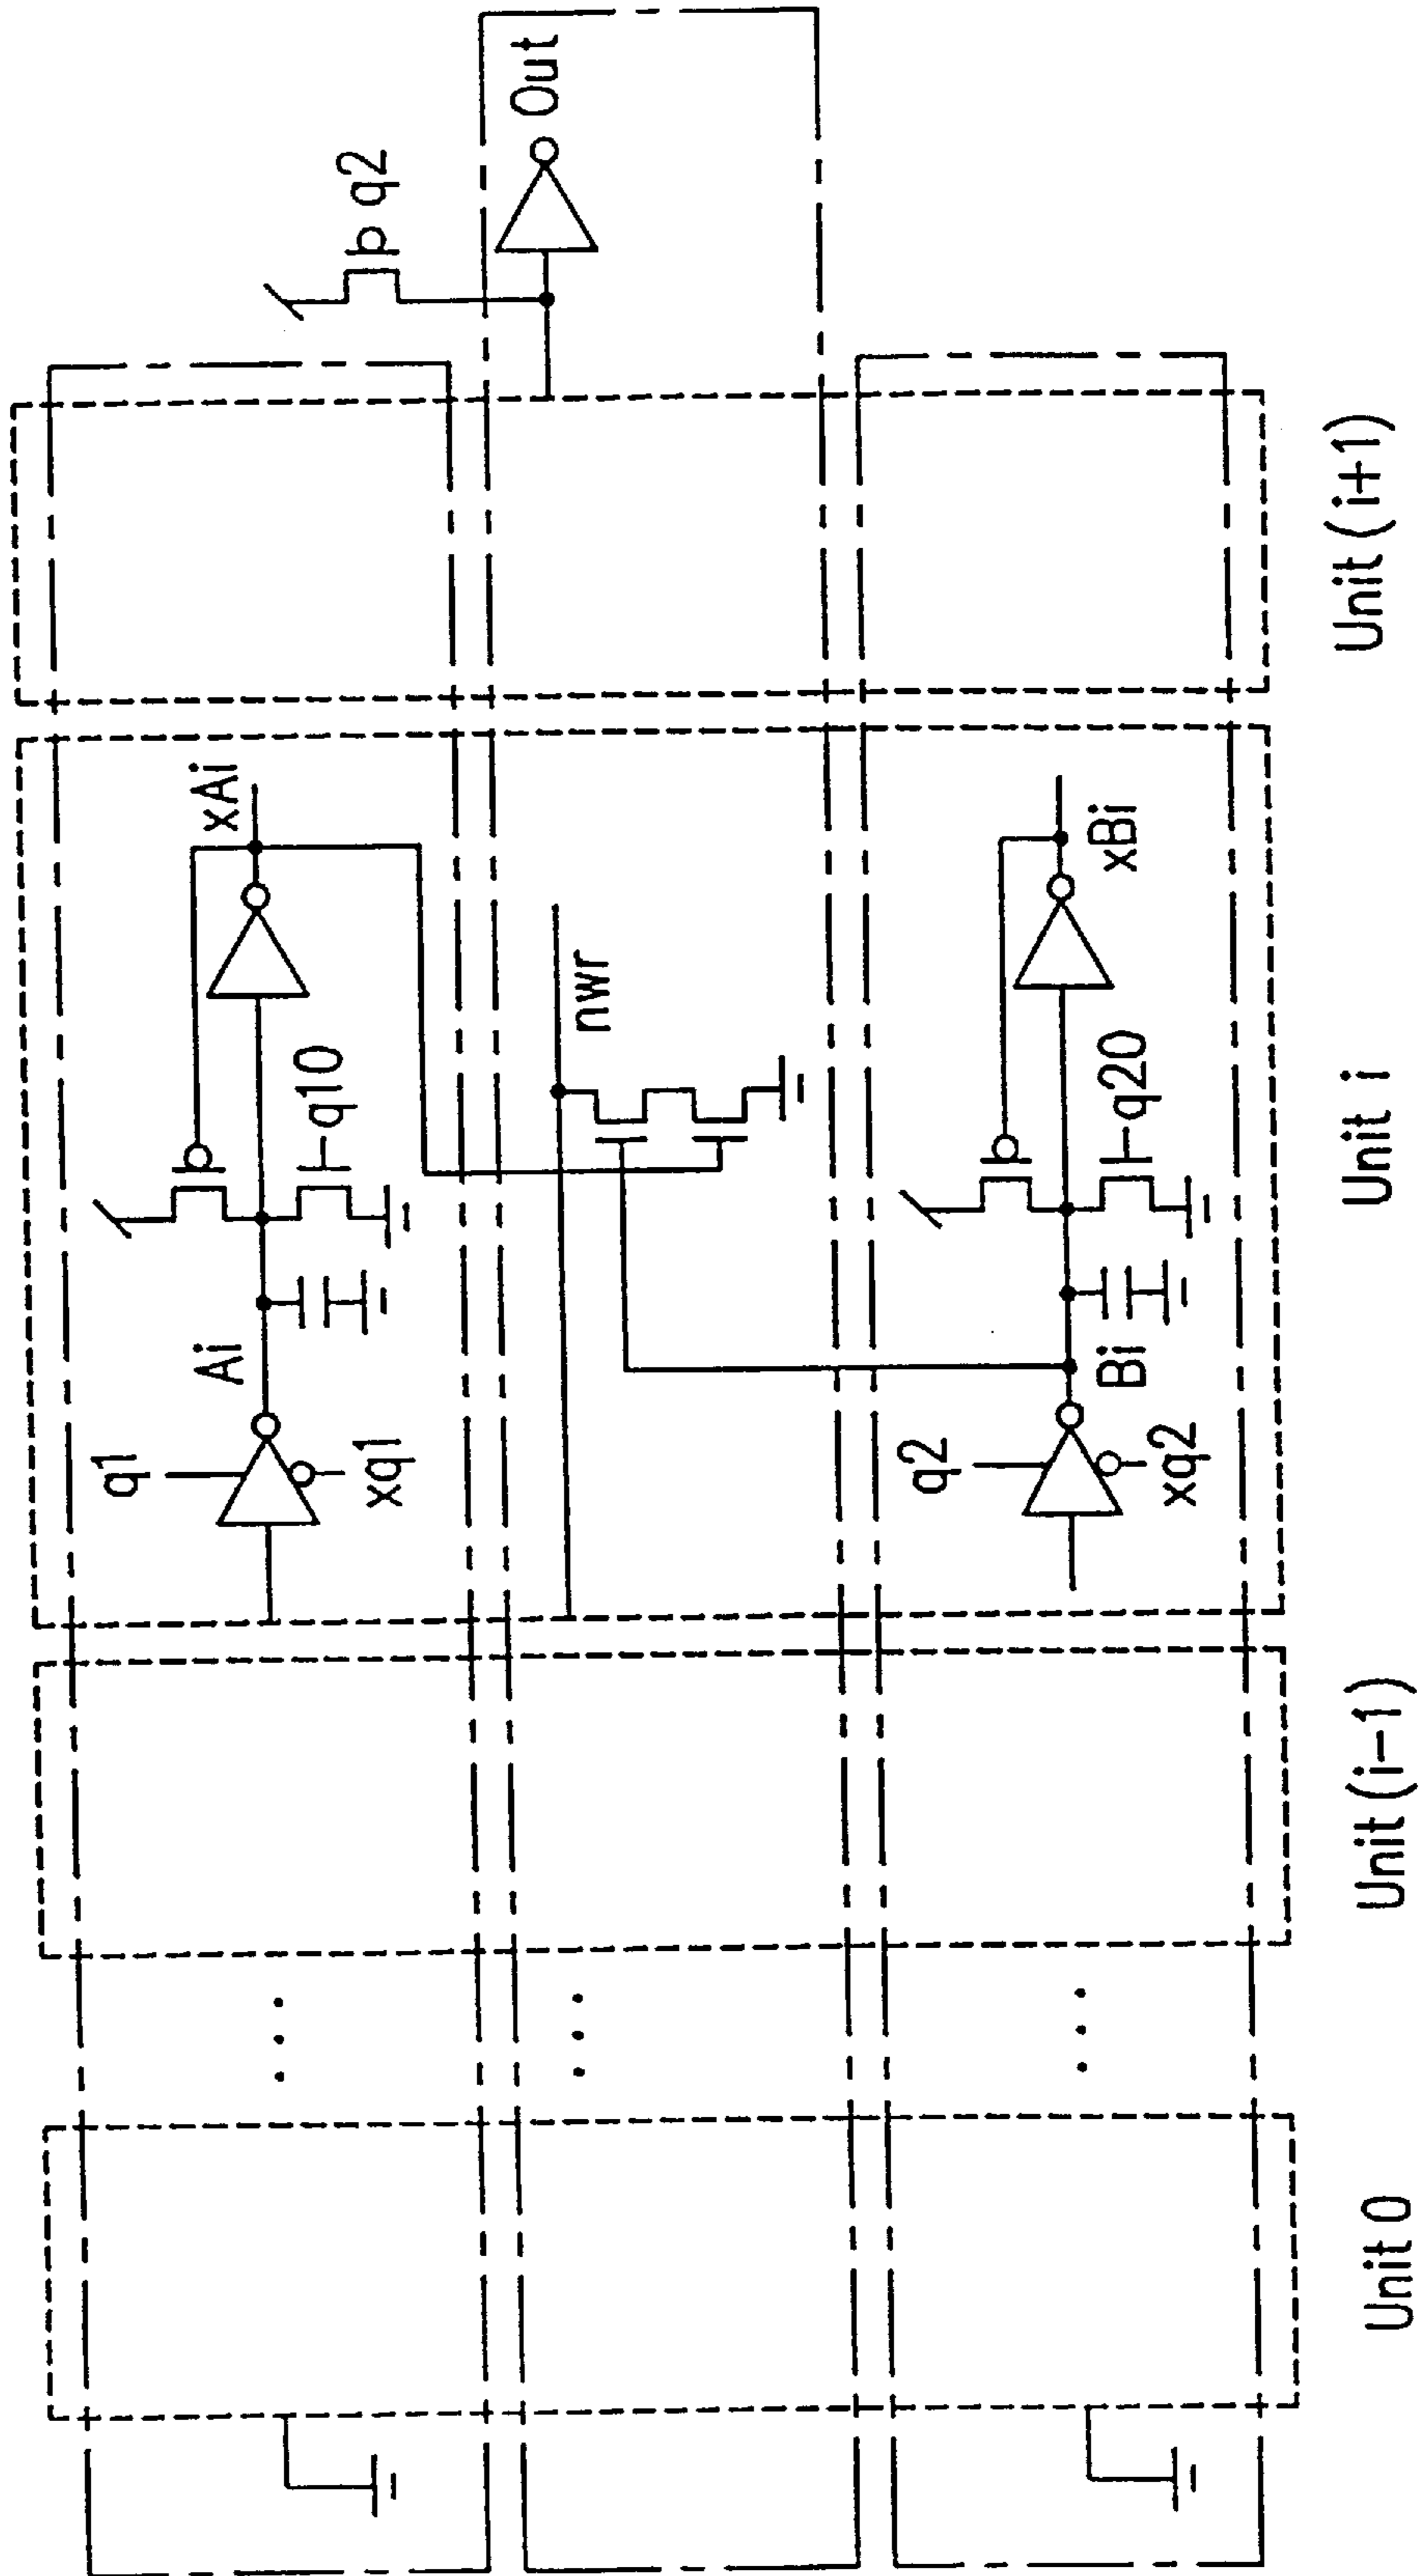 q1
xq1
Ai
q10
xAi
nwr
q2
xq2
Bi
q20
xBi
q2
Out
Unit 0
Unit (i-1)
Unit i
Unit (i+1)